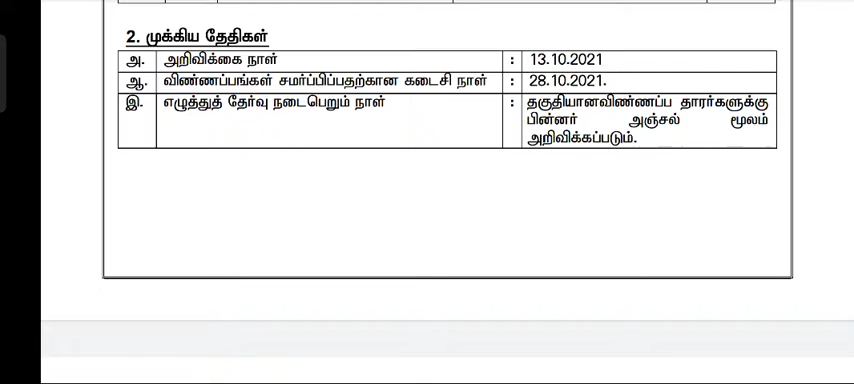 2. முக்கிய தேதிகள்
அ. அறிவிக்கை நாள் : 13.10.2021
ஆ. விண்ணப்பங்கள் சமர்ப்பிப்பதற்கான கடைசி நாள் : 28.10.2021.
இ. எழுத்துத் தேர்வு நடைபெறும் நாள் : தகுதியானவிண்ணப்ப தாரர்களுக்கு
பின்னர் அஞ்சல் மூலம்
அறிவிக்கப்படும்.